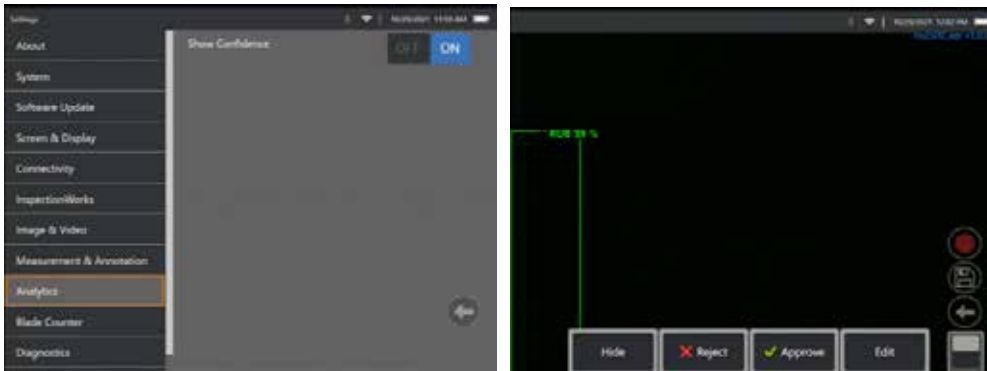 Settings
About
System
Software Update
Screen & Display
Connectivity
InspectionWorks
Image & Video
Measurement & Annotation
Analytics
Blade Counter
Diagnostics
Show Confidence
OFF ON
RUB 39 %
Hide
Reject
Approve
Edit